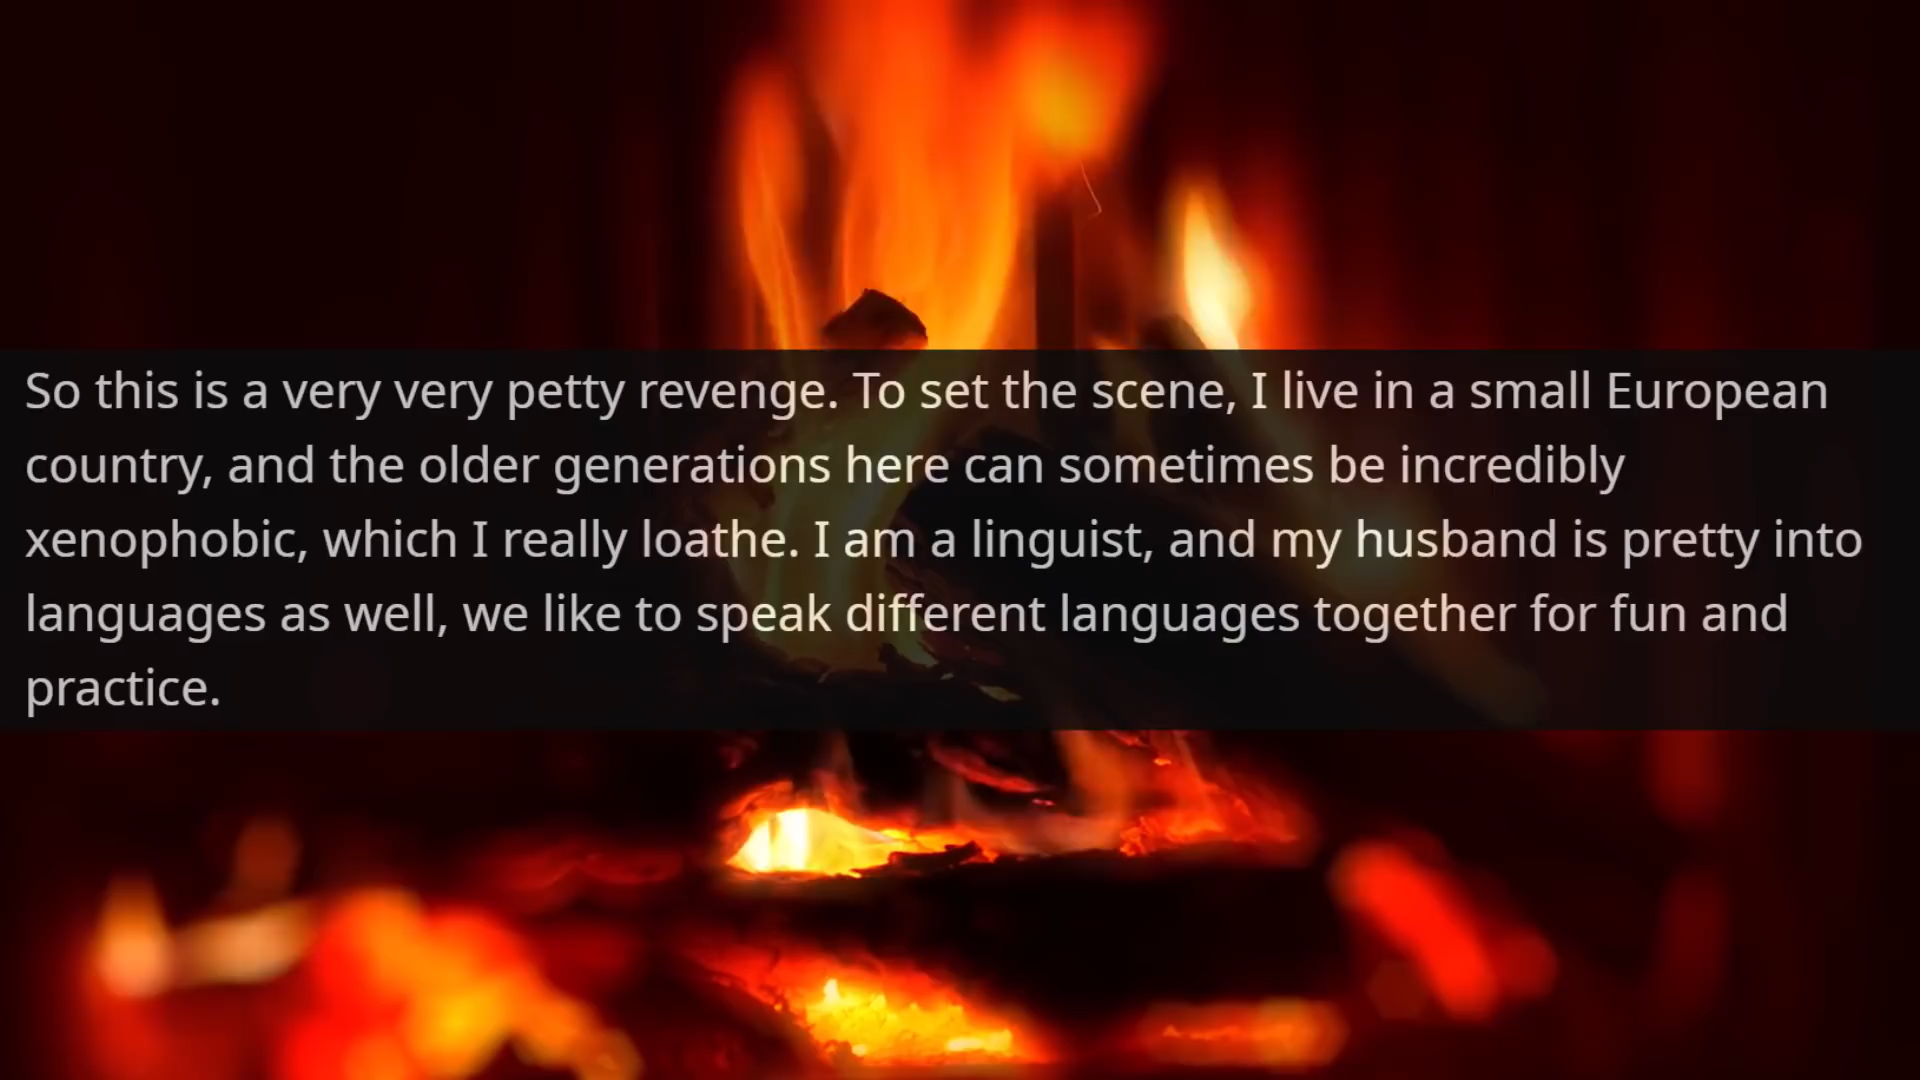 So this is a very very petty revenge. To set the scene, I live in a small European
country, and the older generations here can sometimes be incredibly
xenophobic, which I really loathe. I am a linguist, and my husband is pretty into
languages as well, we like to speak different languages together for fun and
practice.